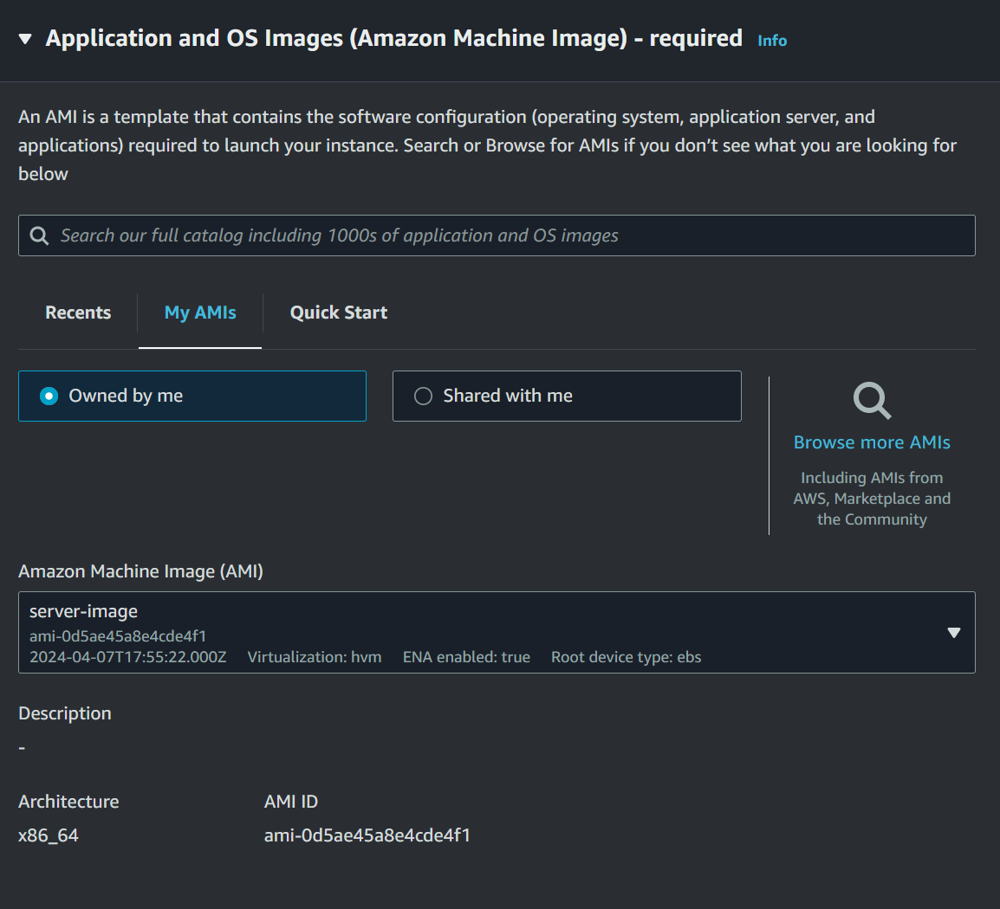 Application and OS Images (Amazon Machine Image) - required Info
An AMI is a template that contains the software configuration (operating system, application server, and
applications) required to launch your instance. Search or Browse for AMIs if you don’t see what you are looking for
below
Search our full catalog including 1000s of application and OS images
Recents My AMIs Quick Start
Owned by me Shared with me
Browse more AMIs
Including AMIs from
AWS, Marketplace and
the Community
Amazon Machine Image (AMI)
server-image
ami-0d5ae45a8e4cde4f1
2024-04-07T17:55:22.000Z Virtualization: hvm ENA enabled: true Root device type: ebs
Description
-
Architecture AMI ID
x86_64 ami-0d5ae45a8e4cde4f1